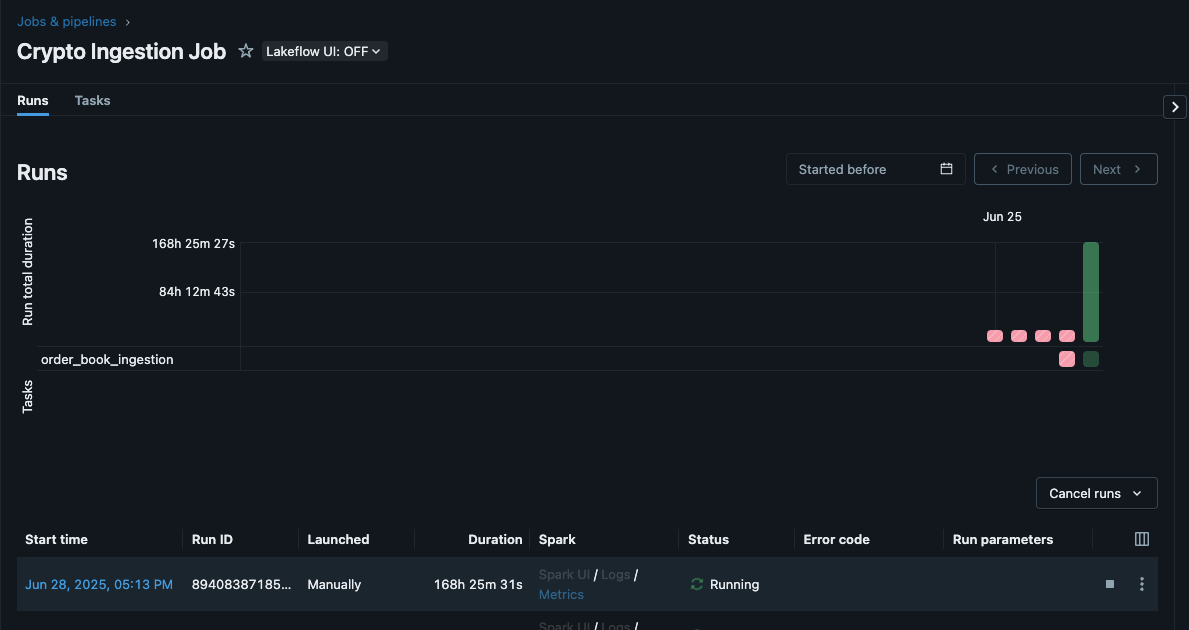 Jobs & pipelines ›
Crypto Ingestion Job Lakeflow UI: OFF
Runs Tasks
Runs
Started before Previous Next
Jun 25
Run total duration
168h 25m 27s
84h 12m 43s
order_book_ingestion
Tasks
Cancel runs
Start time Run ID Launched Duration Spark Status Error code Run parameters
Jun 28, 2025, 05:13 PM 89408387185... Manually 168h 25m 31s Spark UI / Logs / Running
Metrics
Spark UI / Logs /